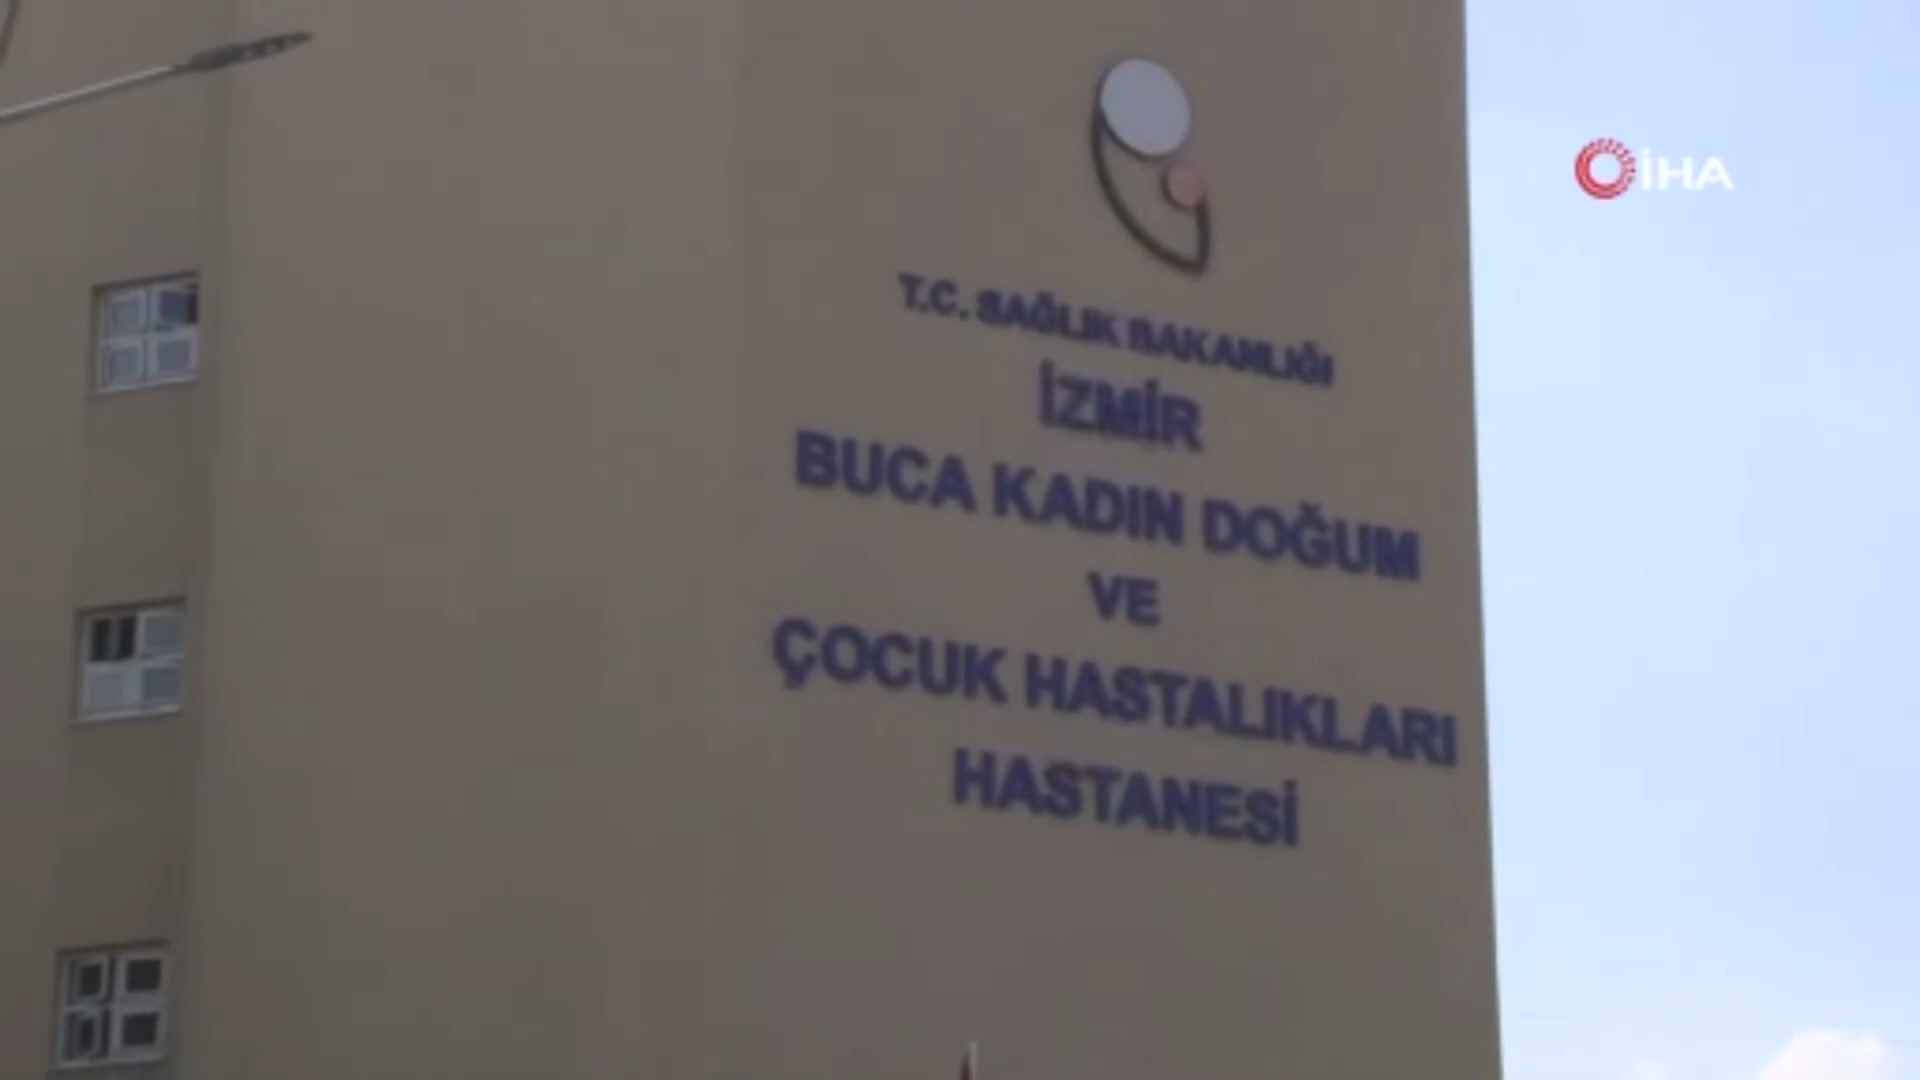 İHA
T.C. SAĞLIK BAKANLIĞI
İZMİR
BUCA KADIN DOĞUM
VE
ÇOCUK HASTALIKLARI
HASTANESİ